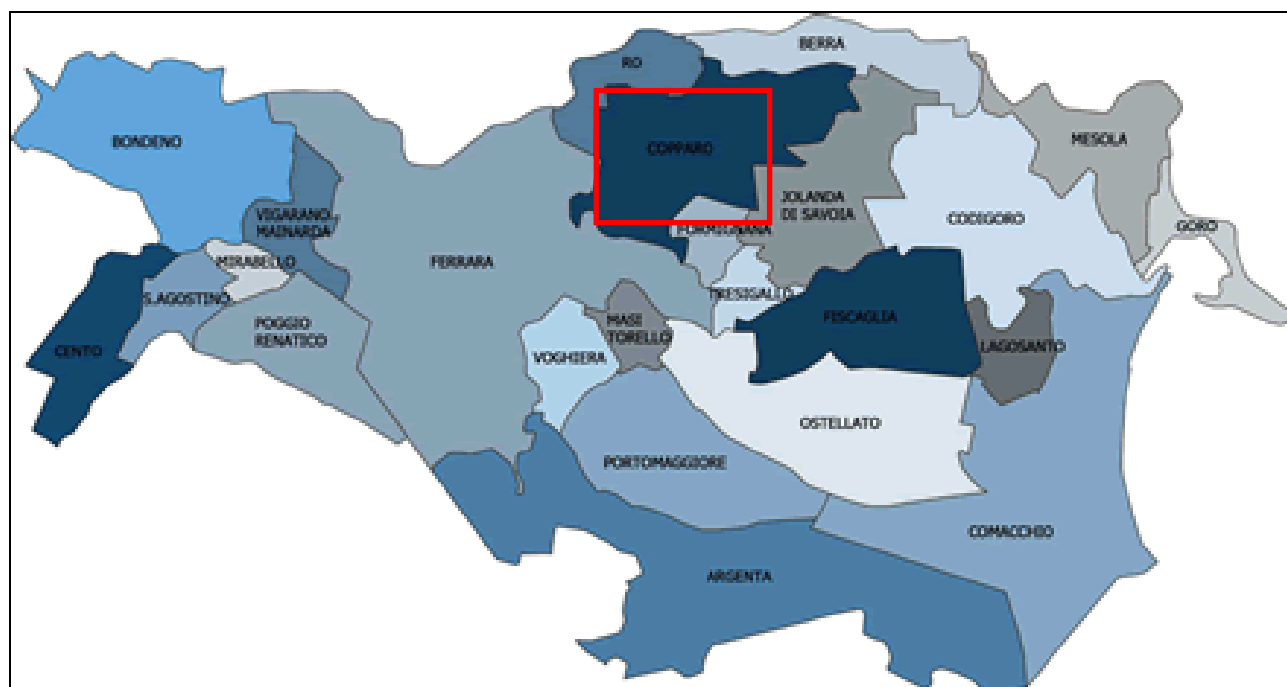 BERRA
RO
BONDENO
MESOLA
COPPARO
JOLANDA
DI SAVOIA
VIGARANO
MAINARDA
CODIGORO
GORO
FORMIGNANA
MIRABELLO
FERRARA
TRESIGALLO
S.AGOSTINO
FISCAGLIA
MASI
TORELLO
POGGIO
RENATICO
LAGOSANTO
CENTO
VOGHIERA
OSTELLATO
PORTOMAGGIORE
COMACCHIO
ARGENTA